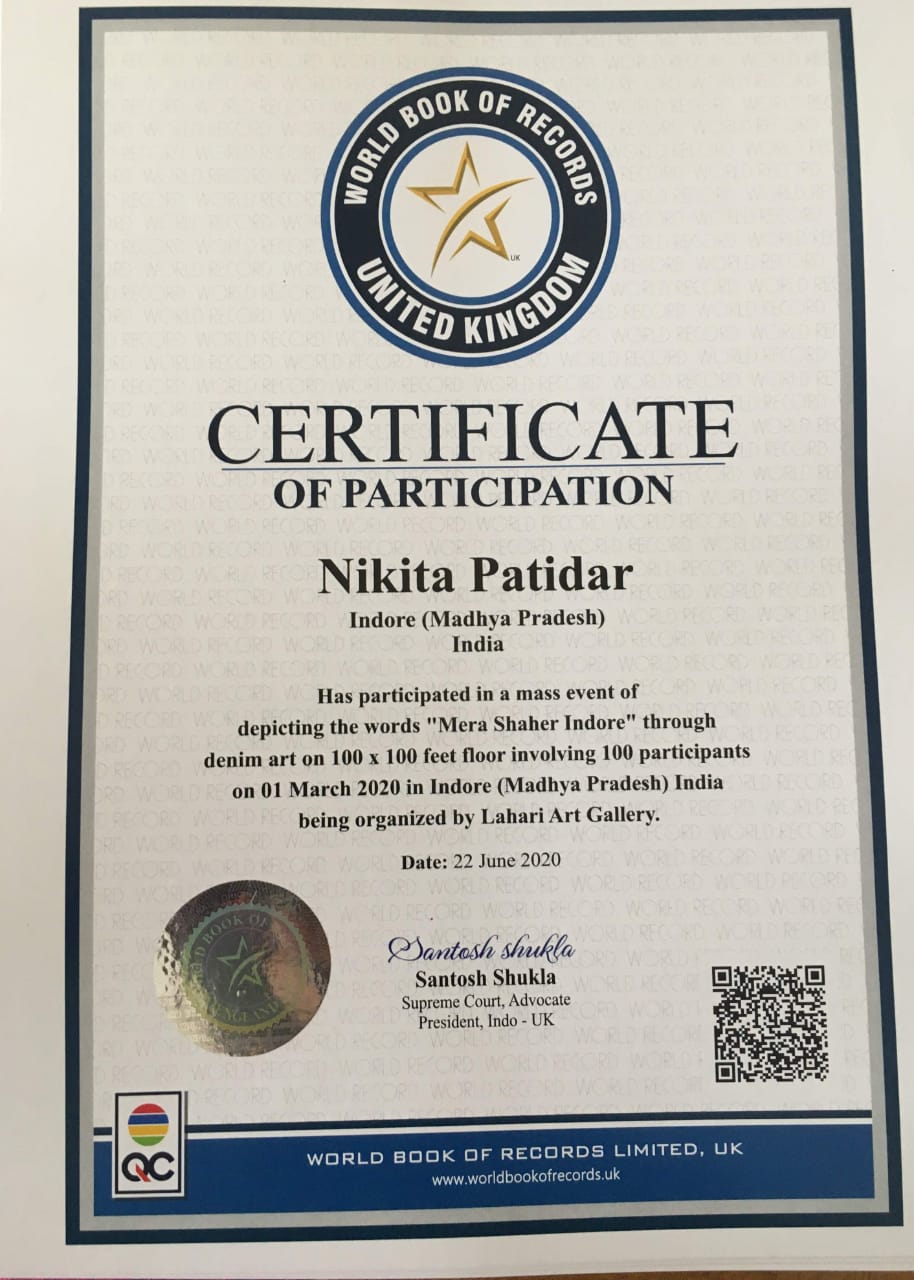 WORLD BOOK OF RECORDS
UK
UNITED KINGDOM
CERTIFICATE
OF PARTICIPATION
Nikita Patidar
Indore (Madhya Pradesh)
India
Has participated in a mass event of
depicting the words "Mera Shaher Indore" through
denim art on 100 x 100 feet floor involving 100 participants
on 01 March 2020 in Indore (Madhya Pradesh) India
being organized by Lahari Art Gallery.
Date: 22 June 2020
BOOK OF
Santosh shukla
Santosh Shukla
Supreme Court, Advocate
President, Indo - UK
QC
WORLD BOOK OF RECORDS LIMITED, UK
www.worldbookofrecords.uk